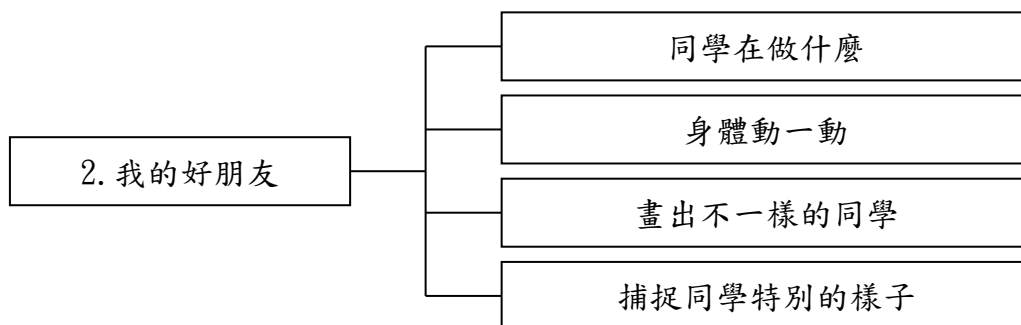 2.我的好朋友
同學在做什麼
身體動一動
畫出不一樣的同學
捕捉同學特別的樣子